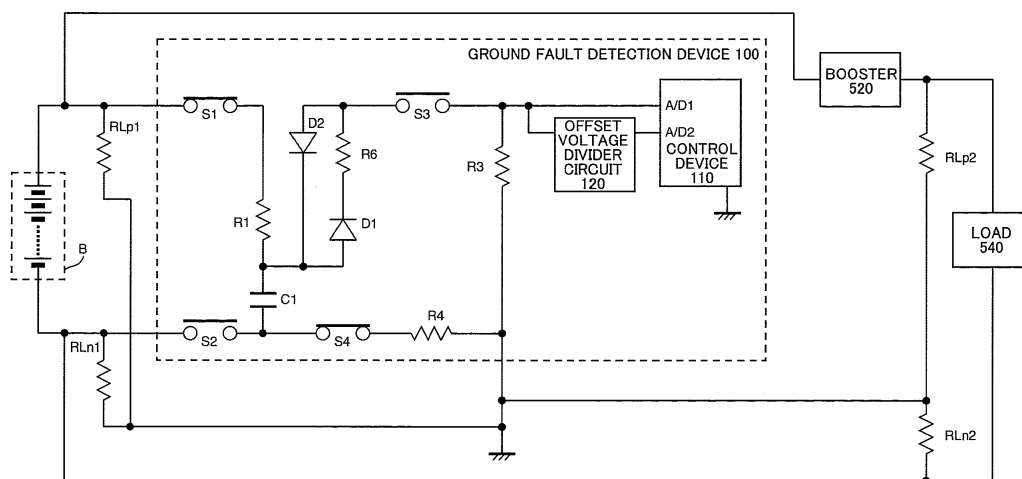 GROUND FAULT DETECTION DEVICE 100
BOOSTER
520
S1
RLp1
D2
S3
A/D1
OFFSET
VOLTAGE
DIVIDER
CIRCUIT
120
A/D2
CONTROL
DEVICE
110
R6
R3
RLp2
R1
D1
LOAD
540
B
C1
R4
S2
S4
RLn1
RLn2